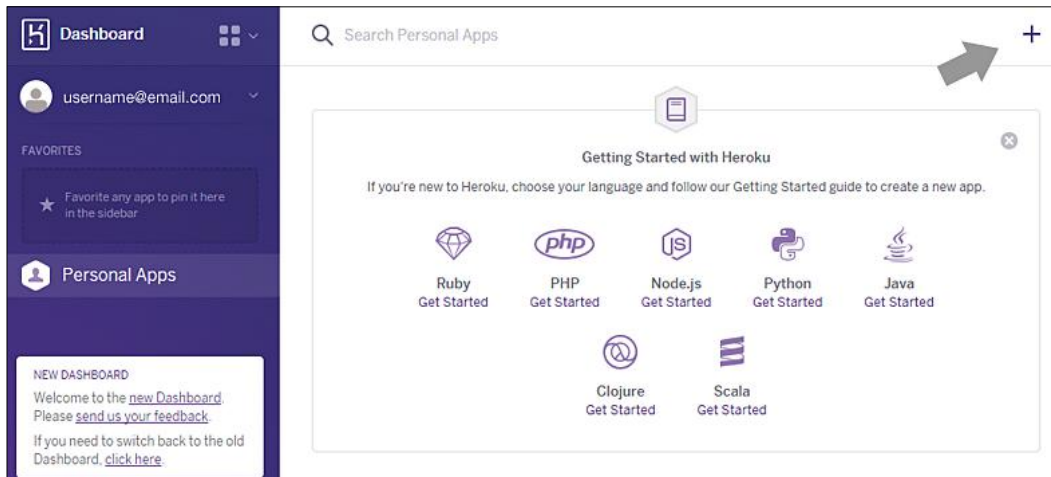 Dashboard
username@email.com
FAVORITES
Favorite any app to pin it here
in the sidebar
Personal Apps
NEW DASHBOARD
Welcome to the new Dashboard.
Please send us your feedback.
If you need to switch back to the old
Dashboard, click here.
Search Personal Apps
Getting Started with Heroku
If you're new to Heroku, choose your language and follow our Getting Started guide to create a new app.
php
JS
Ruby
PHP
Node.js
Python
Java
Get Started
Get Started
Get Started
Get Started
Get Started
Clojure
Scala
Get Started
Get Started